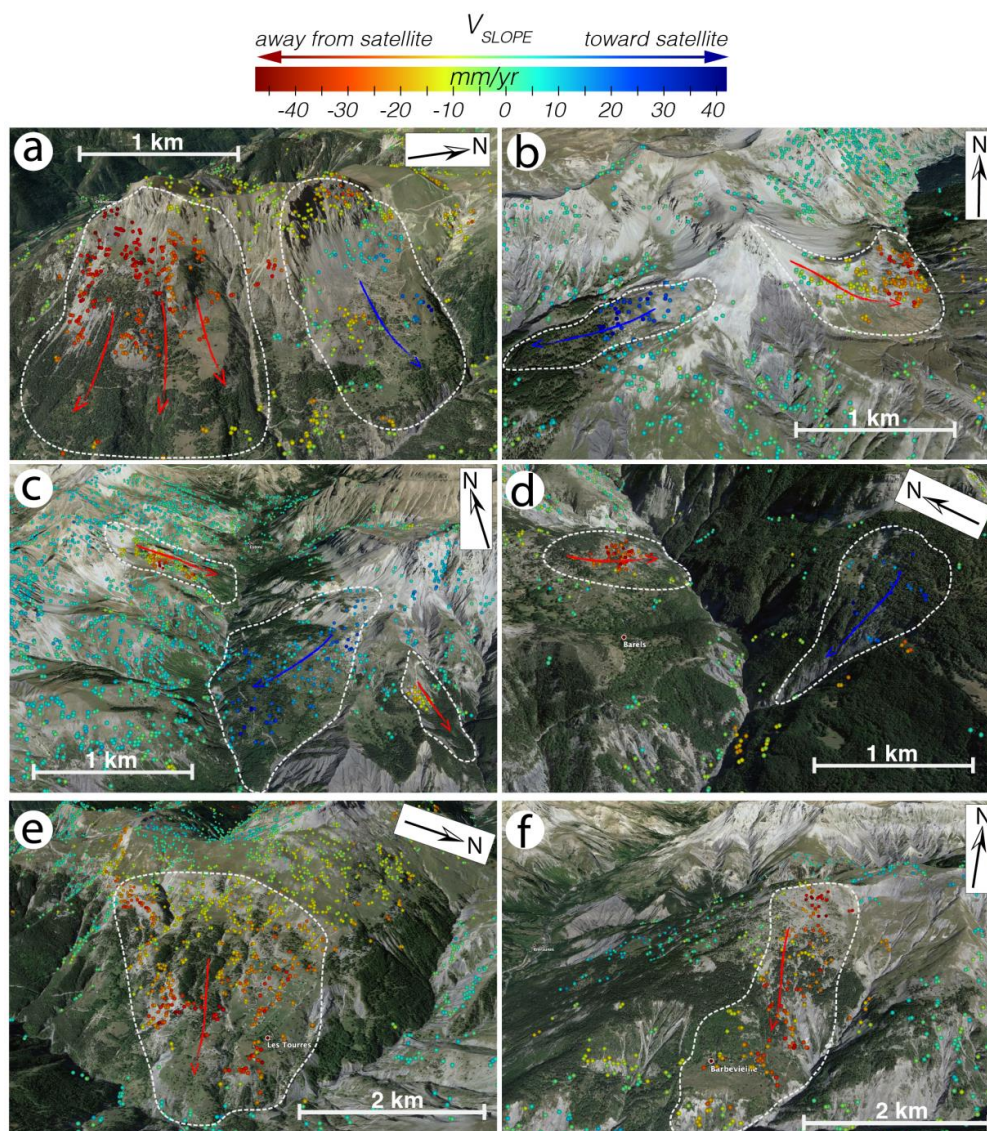 V_SLOPE
away from satellite toward satellite
mm/yr
-40 -30 -20 -10 0 10 20 30 40
a
1 km
N
b
N
1 km
c
N
1 km
d
N
Barels
1 km
e
N
Les Tourres
2 km
f
N
Barbevieille
2 km